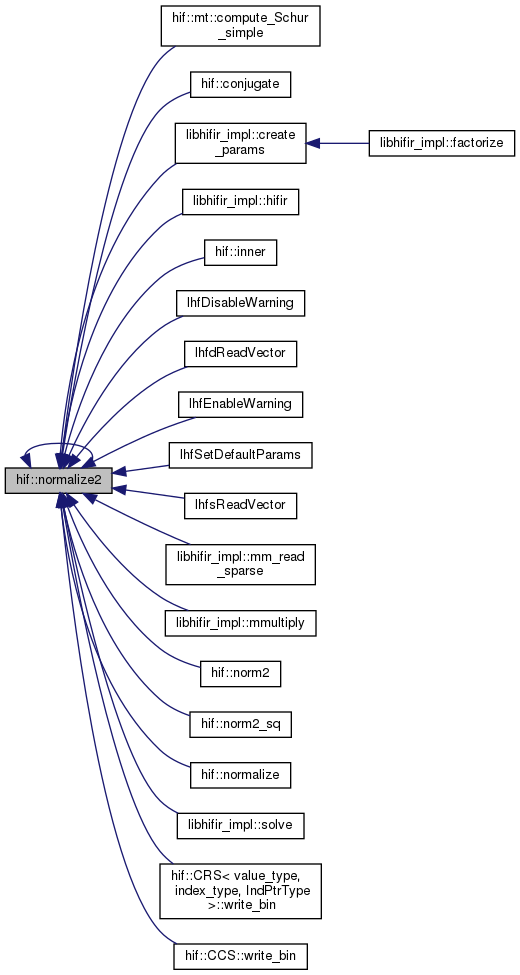 hif::mt::compute_Schur
_simple
hif::conjugate
libhifir_impl::create
_params
libhifir_impl::factorize
libhifir_impl::hifir
hif::inner
lhfDisableWarning
lhfdReadVector
lhfEnableWarning
lhfSetDefaultParams
hif::normalize2
lhfsReadVector
libhifir_impl::mm_read
_sparse
libhifir_impl::mmultiply
hif::norm2
hif::norm2_sq
hif::normalize
libhifir_impl::solve
hif::CRS< value_type,
index_type, IndPtrType
>::write_bin
hif::CCS::write_bin